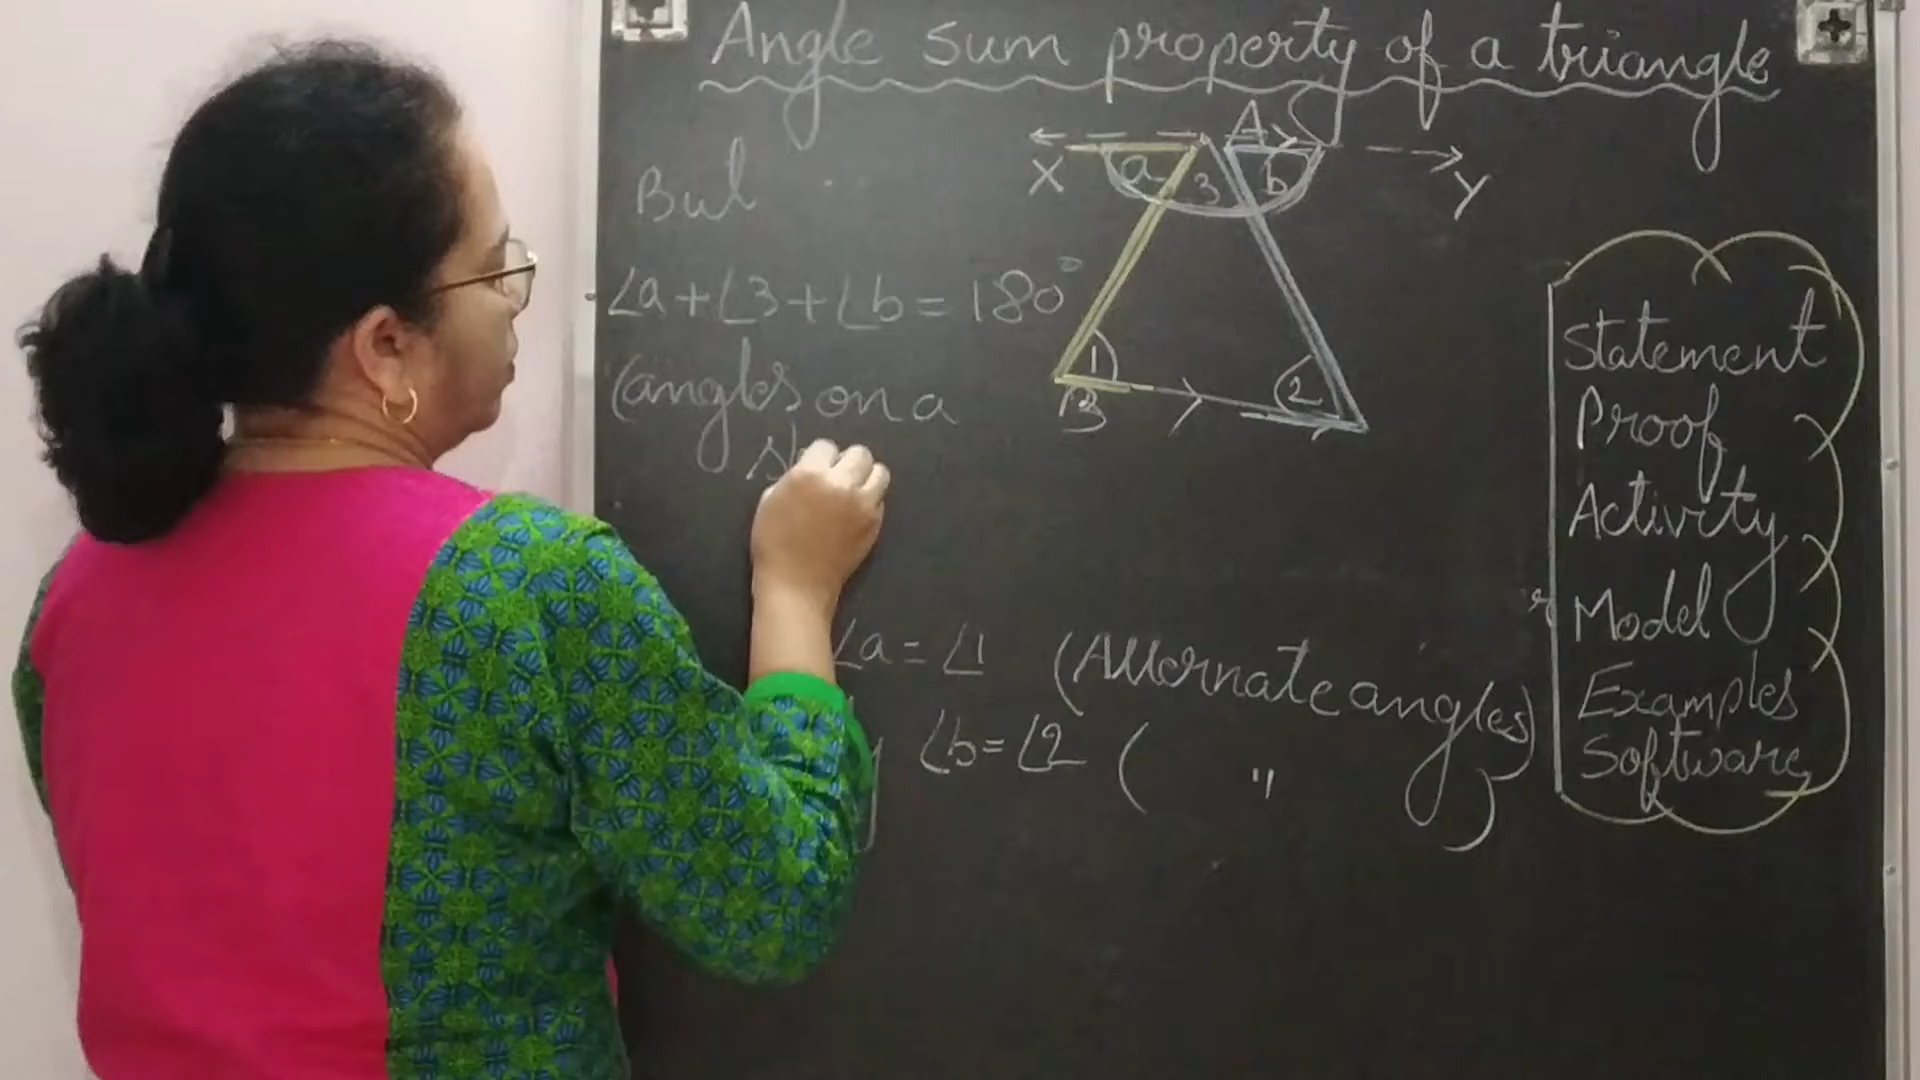 Angle sum property of a triangle
But
∠a+∠3+∠b=180°
(angles on a
X
a
3
A
b
Y
1
B
2
∠a=∠1 (Alternate angles)
∠b=∠2 ( " )
Statement
Proof
Activity
Model
Examples
Software